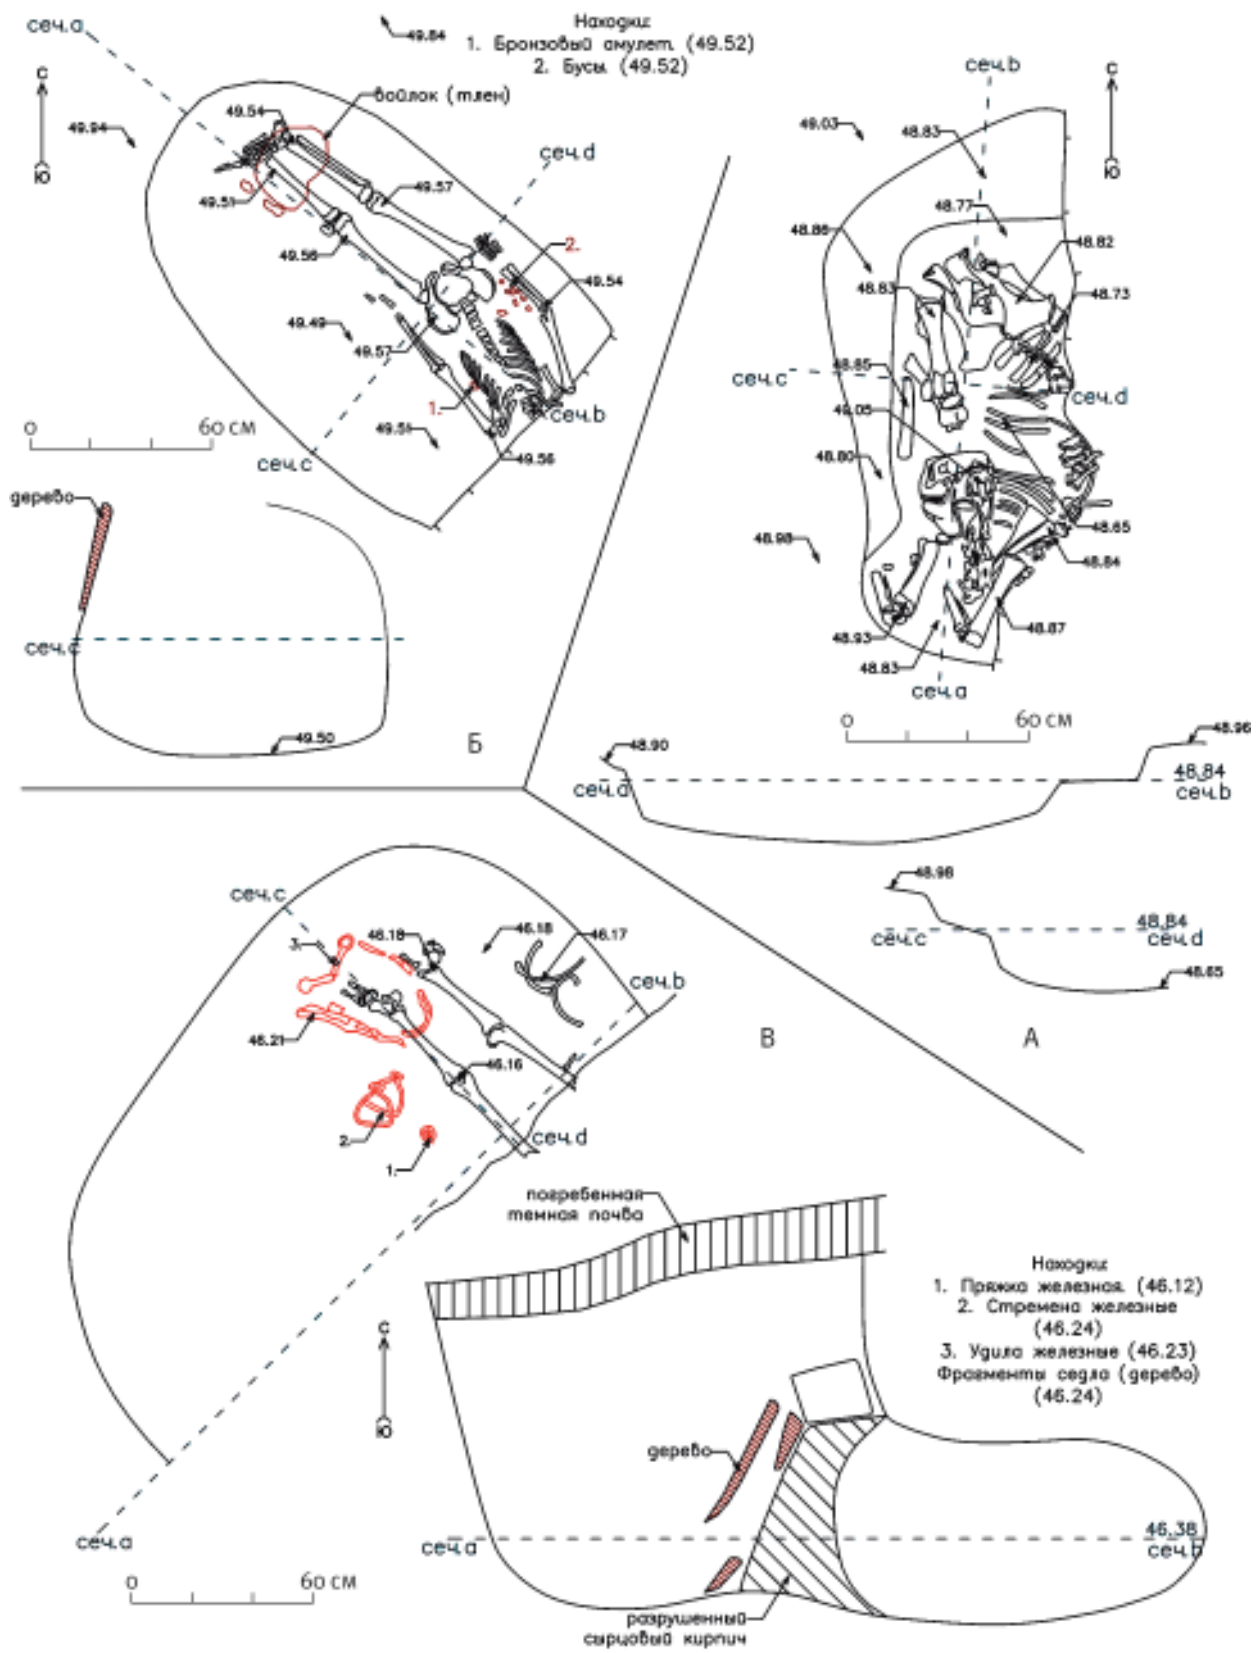 Находки:
1. Бронзовый амулет. (49.52)
2. Бусы. (49.52)
сеч.a
49.84
С
Ю
49.94
49.54
войлок (тлен)
сеч.d
49.51
49.57
49.56
2.
49.54
49.49
49.57
1.
сеч.b
49.51
49.56
0
60 см
сеч.c
дерево
сеч.c
49.50
Б
сеч.b
С
Ю
49.03
48.83
48.77
48.86
48.82
48.83
48.73
сеч.c
48.85
сеч.d
49.05
48.80
48.65
48.98
48.84
48.93
48.87
48.83
сеч.a
0
60 см
48.90
48.96
48.84
сеч.a
сеч.b
48.98
48.84
сеч.c
сеч.d
48.65
А
сеч.c
3.
46.18
46.18
46.17
сеч.b
46.21
46.16
2.
1.
сеч.d
В
С
Ю
сеч.a
0
60 см
погребенная
темная почва
Находки:
1. Пряжка железная. (46.12)
2. Стремена железные
(46.24)
3. Удила железные (46.23)
Фрагменты седла (дерево)
(46.24)
дерево
сеч.a
46.38
сеч.b
разрушенный
сырцовый кирпич